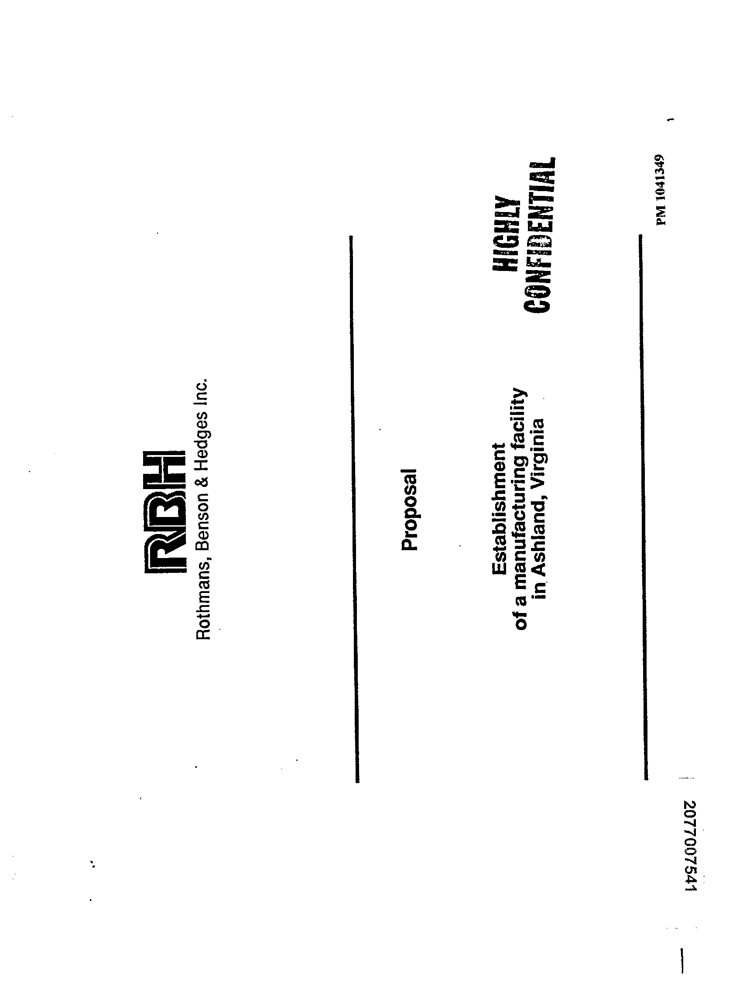 RBH
Rothmans, Benson & Hedges Inc.
Proposal
Establishment
of a manufacturing facility
in Ashland, Virginia
HIGHLY
CONFIDENTIAL
PM 1041349
2077007541